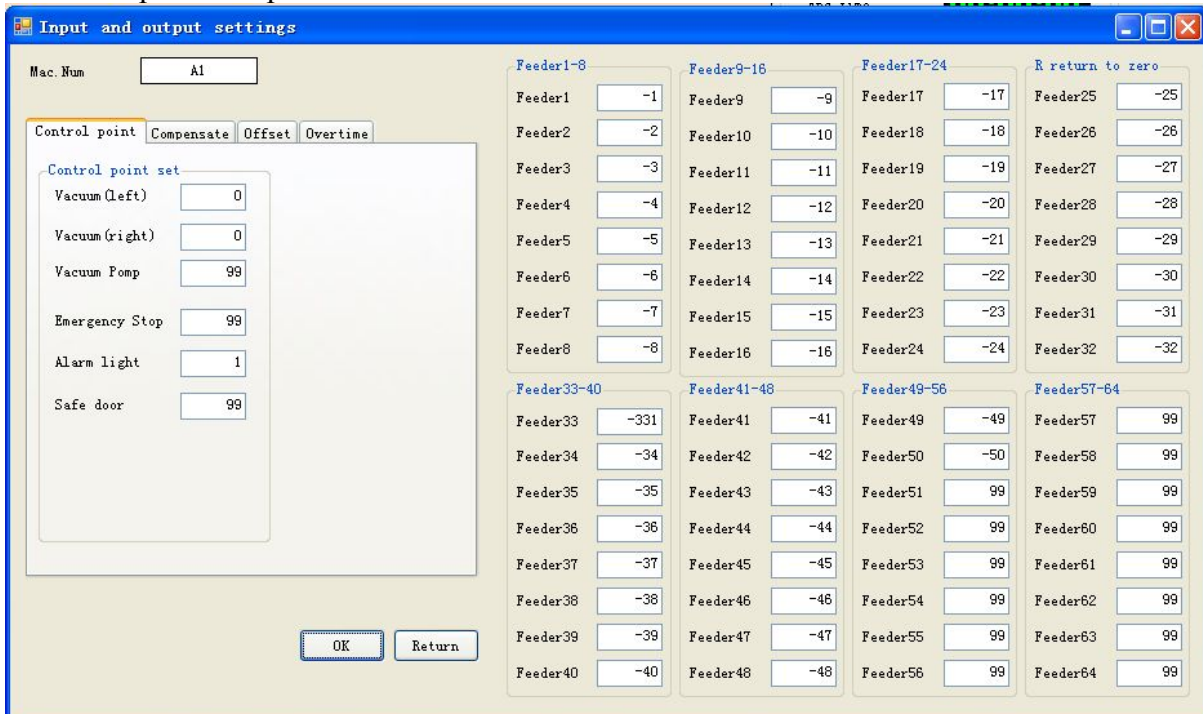 Input and output settings
Mac. Num A1
Control point Compensate Offset Overtime
Control point set
Vacuum(left) 0
Vacuum(right) 0
Vacuum Pomp 99
Emergency Stop 99
Alarm light 1
Safe door 99
OK Return
Feeder1-8
Feeder1 -1
Feeder2 -2
Feeder3 -3
Feeder4 -4
Feeder5 -5
Feeder6 -6
Feeder7 -7
Feeder8 -8
Feeder9-16
Feeder9 -9
Feeder10 -10
Feeder11 -11
Feeder12 -12
Feeder13 -13
Feeder14 -14
Feeder15 -15
Feeder16 -16
Feeder17-24
Feeder17 -17
Feeder18 -18
Feeder19 -19
Feeder20 -20
Feeder21 -21
Feeder22 -22
Feeder23 -23
Feeder24 -24
R return to zero
Feeder25 -25
Feeder26 -26
Feeder27 -27
Feeder28 -28
Feeder29 -29
Feeder30 -30
Feeder31 -31
Feeder32 -32
Feeder33-40
Feeder33 -331
Feeder34 -34
Feeder35 -35
Feeder36 -36
Feeder37 -37
Feeder38 -38
Feeder39 -39
Feeder40 -40
Feeder41-48
Feeder41 -41
Feeder42 -42
Feeder43 -43
Feeder44 -44
Feeder45 -45
Feeder46 -46
Feeder47 -47
Feeder48 -48
Feeder49-56
Feeder49 -49
Feeder50 -50
Feeder51 99
Feeder52 99
Feeder53 99
Feeder54 99
Feeder55 99
Feeder56 99
Feeder57-64
Feeder57 99
Feeder58 99
Feeder59 99
Feeder60 99
Feeder61 99
Feeder62 99
Feeder63 99
Feeder64 99